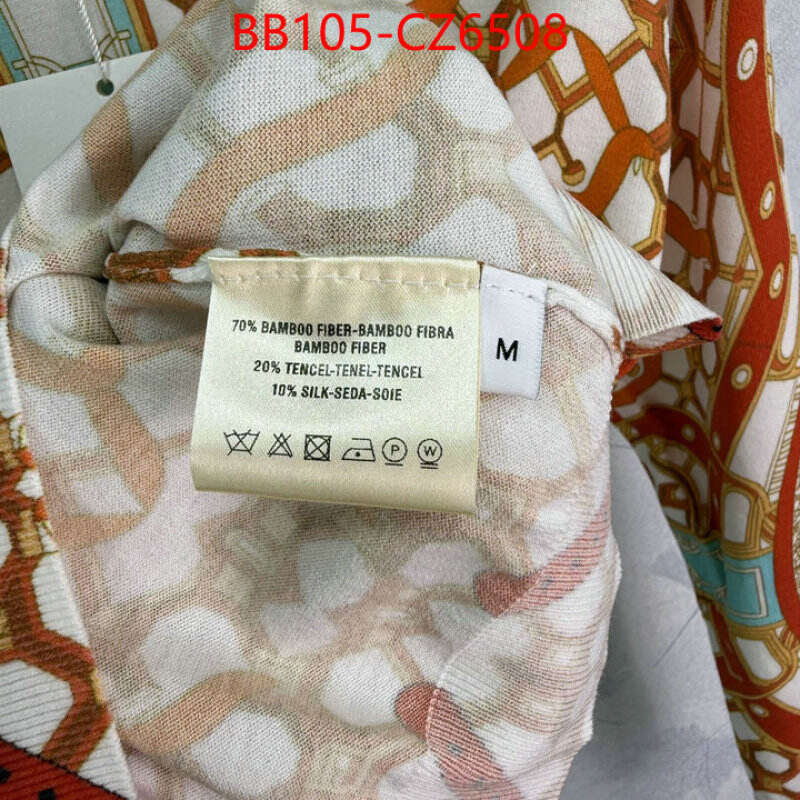 BB105-CZ6508
70% BAMBOO FIBER-BAMBOO FIBRA
BAMBOO FIBER
20% TENCEL-TENEL-TENCEL
10% SILK-SEDA-SOIE
P
W
M